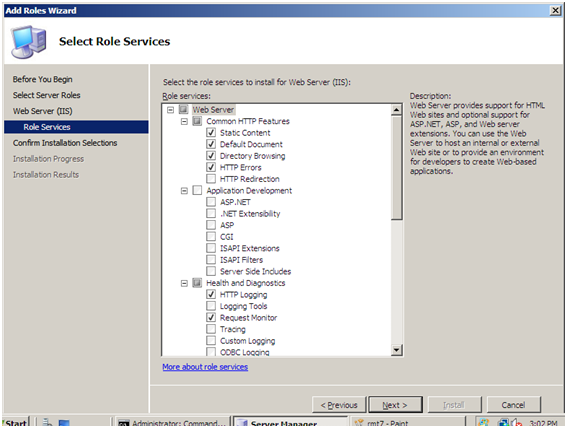 Add Roles Wizard
Select Role Services
Before You Begin
Select Server Roles
Web Server (IIS)
Role Services
Confirm Installation Selections
Installation Progress
Installation Results
Select the role services to install for Web Server (IIS):
Role services:
Web Server
Common HTTP Features
Static Content
Default Document
Directory Browsing
HTTP Errors
HTTP Redirection
Application Development
ASP.NET
.NET Extensibility
ASP
CGI
ISAPI Extensions
ISAPI Filters
Server Side Includes
Health and Diagnostics
HTTP Logging
Logging Tools
Request Monitor
Tracing
Custom Logging
ODBC Logging
More about role services
Description:
Web Server provides support for HTML
Web sites and optional support for
ASP.NET, ASP, and Web server
extensions. You can use the Web
Server to host an internal or external
Web site or to provide an environment
for developers to create Web-based
applications.
< Previous
Next >
Install
Cancel
Start
Administrator: Command...
Server Manager
rmt7 - Paint
3:02 PM